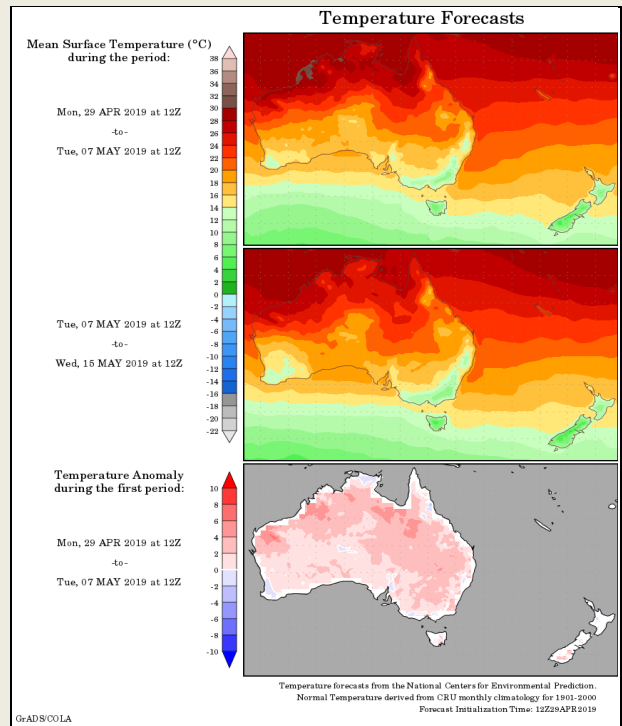 Temperature Forecasts
Mean Surface Temperature (°C)
during the period:
38
36
34
32
30
28
26
24
22
20
18
16
14
12
10
8
6
4
2
0
-2
-4
-6
-8
-10
-12
-14
-16
-17
-18
-20
-22
Mon, 29 APR 2019 at 12Z
-to-
Tue, 07 MAY 2019 at 12Z
Tue, 07 MAY 2019 at 12Z
-to-
Wed, 15 MAY 2019 at 12Z
Temperature Anomaly
during the first period:
10
8
6
4
2
0
-2
-4
-6
-8
-10
Mon, 29 APR 2019 at 12Z
-to-
Tue, 07 MAY 2019 at 12Z
Temperature forecasts from the National Centers for Environmental Prediction.
Normal Temperature derived from CRU monthly climatology for 1901-2000
Forecast Initialization Time: 12Z29APR2019
GrADS/COLA